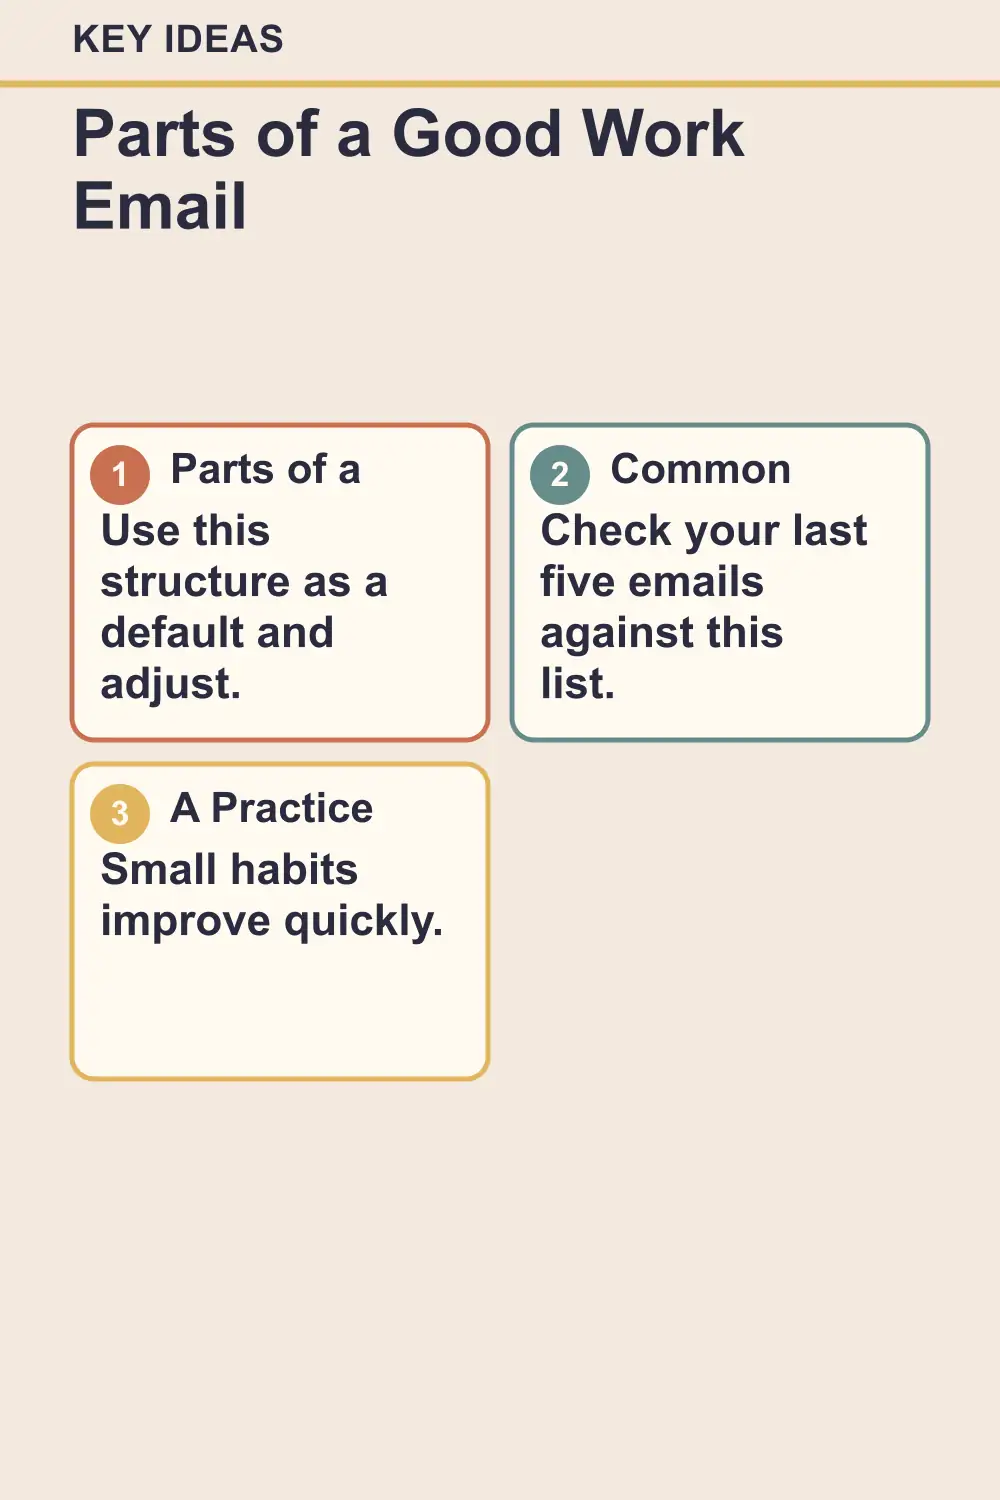 KEY IDEAS
Parts of a Good Work
Email
1 Parts of a
Use this
structure as a
default and
adjust.
2 Common
Check your last
five emails
against this
list.
3 A Practice
Small habits
improve quickly.